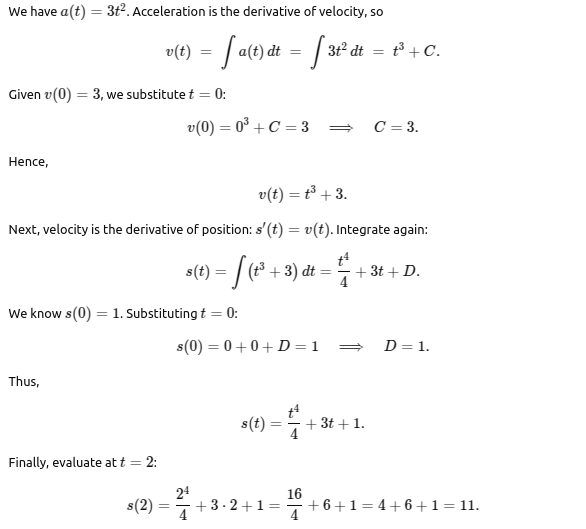 We have a(t) = 3t². Acceleration is the derivative of velocity, so
v(t) = ∫ a(t) dt = ∫ 3t² dt = t³ + C.
Given v(0) = 3, we substitute t = 0:
v(0) = 0³ + C = 3 ⟹ C = 3.
Hence,
v(t) = t³ + 3.
Next, velocity is the derivative of position: s′(t) = v(t). Integrate again:
s(t) = ∫ (t³ + 3) dt = t⁴/4 + 3t + D.
We know s(0) = 1. Substituting t = 0:
s(0) = 0 + 0 + D = 1 ⟹ D = 1.
Thus,
s(t) = t⁴/4 + 3t + 1.
Finally, evaluate at t = 2:
s(2) = 2⁴/4 + 3 · 2 + 1 = 16/4 + 6 + 1 = 4 + 6 + 1 = 11.